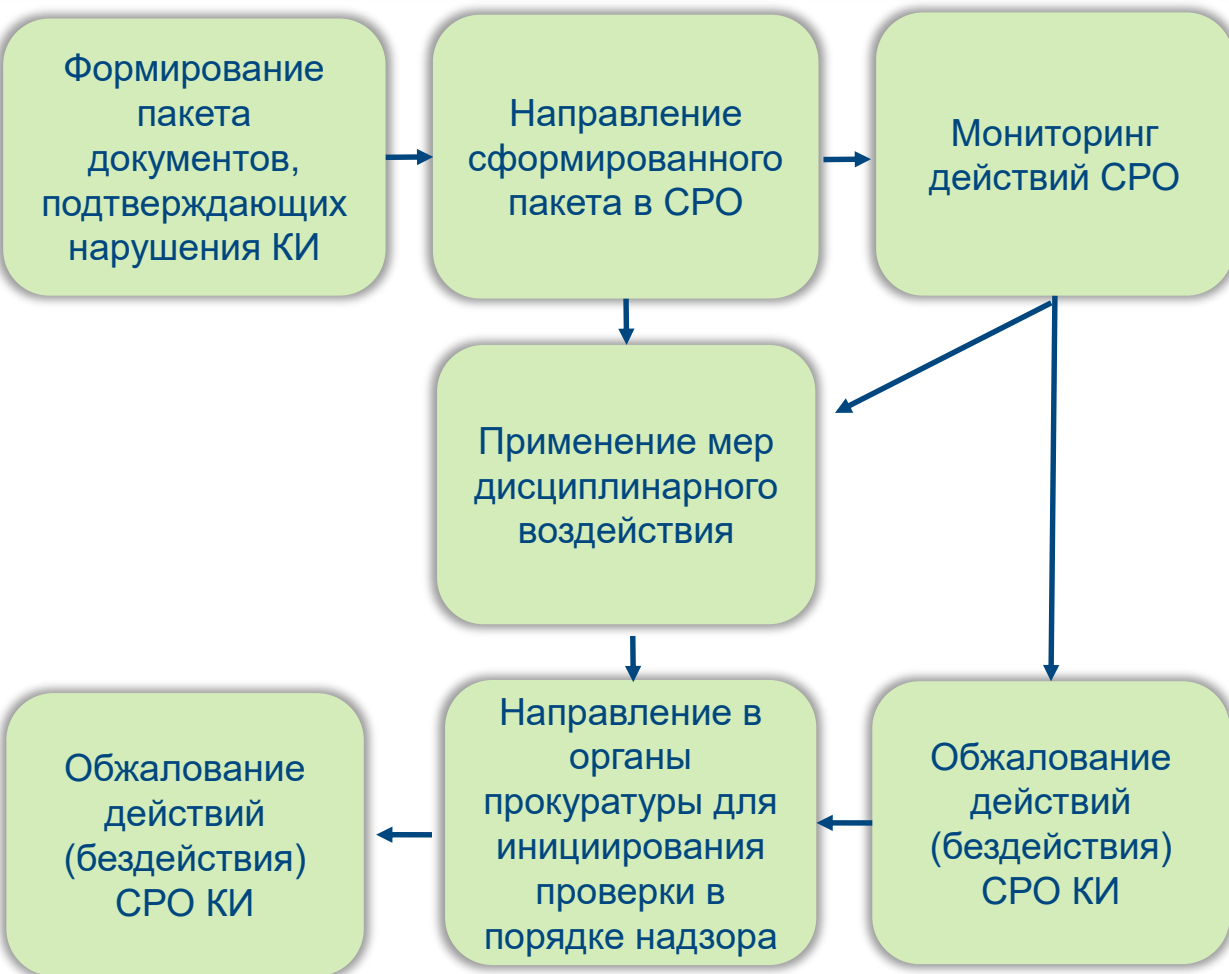 Формирование
пакета
документов,
подтверждающих
нарушения КИ
Направление
сформированного
пакета в СРО
Мониторинг
действий СРО
Применение мер
дисциплинарного
воздействия
Обжалование
действий
(бездействия)
СРО КИ
Направление в
органы
прокуратуры для
инициирования
проверки в
порядке надзора
Обжалование
действий
(бездействия)
СРО КИ